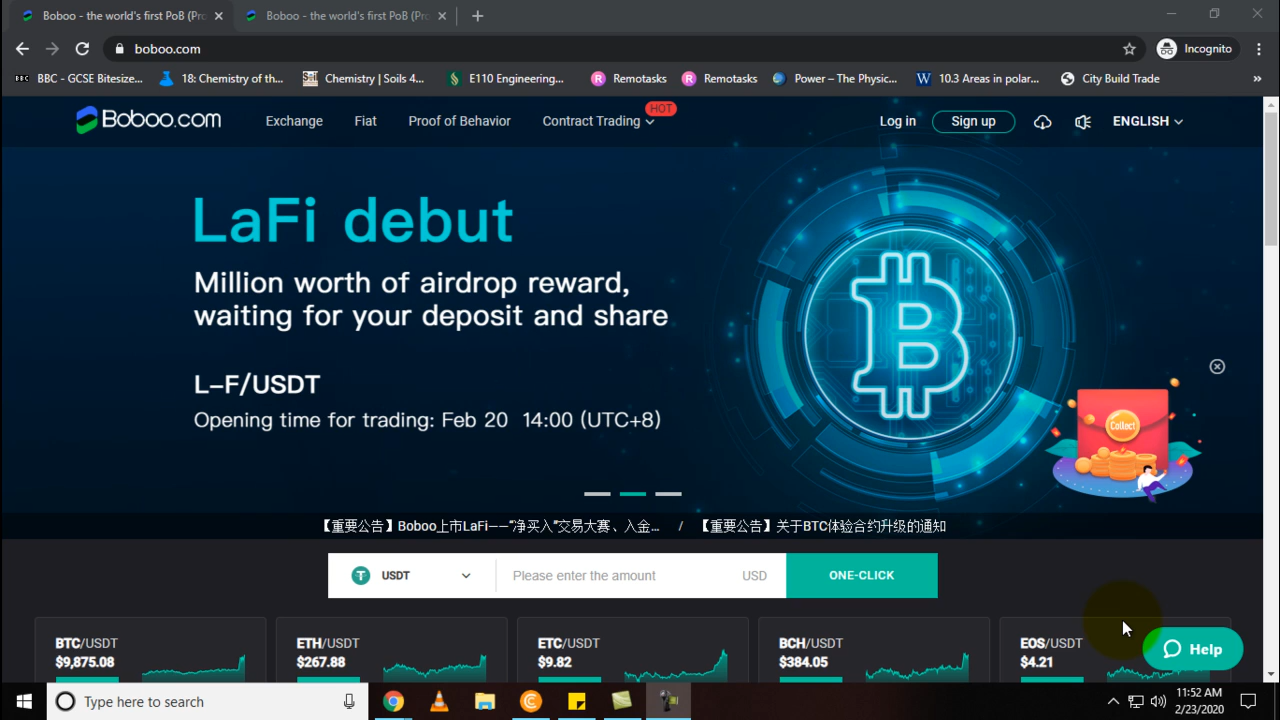 Boboo - the world's first PoB (Pro
Boboo - the world's first PoB (Pro
boboo.com
Incognito
BBC - GCSE Bitesize...
18: Chemistry of th...
Chemistry | Soils 4...
E110 Engineering...
Remotasks
Remotasks
Power – The Physic...
10.3 Areas in polar...
City Build Trade
»
Boboo.com
Exchange
Fiat
Proof of Behavior
Contract Trading
HOT
Log in
Sign up
ENGLISH
LaFi debut
Million worth of airdrop reward,
waiting for your deposit and share
L–F/USDT
Opening time for trading: Feb 20 14:00 (UTC+8)
Collect
【重要公告】Boboo上市LaFi——“净买入”交易大赛、入金... / 【重要公告】关于BTC体验合约升级的通知
USDT
Please enter the amount
USD
ONE-CLICK
BTC/USDT
$9,875.08
ETH/USDT
$267.88
ETC/USDT
$9.82
BCH/USDT
$384.05
EOS/USDT
$4.21
Help
Type here to search
11:52 AM
2/23/2020